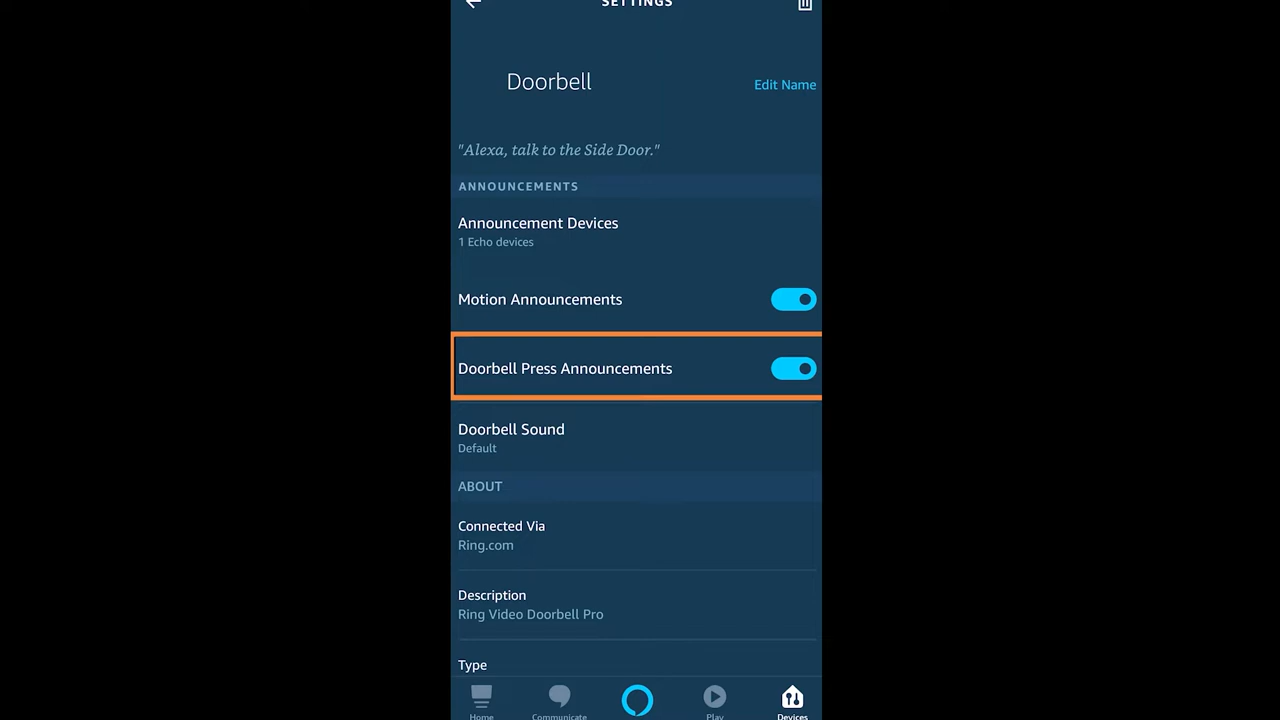 SETTINGS
Doorbell
Edit Name
"Alexa, talk to the Side Door."
ANNOUNCEMENTS
Announcement Devices
1 Echo devices
Motion Announcements
Doorbell Press Announcements
Doorbell Sound
Default
ABOUT
Connected Via
Ring.com
Description
Ring Video Doorbell Pro
Type
Home Communicate Play Devices